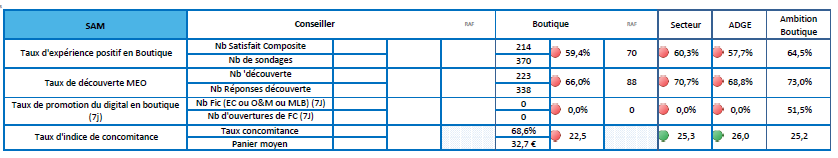 SAM Conseiller RAF Boutique RAF Secteur ADGE Ambition Boutique
Taux d'expérience positif en Boutique Nb Satisfait Composite 214 59,4% 70 60,3% 57,7% 64,5%
Nb de sondages 370
Taux de découverte MEO Nb 'découverte 223 66,0% 88 70,7% 68,8% 73,0%
Nb Réponses découverte 338
Taux de promotion du digital en boutique (7j) Nb Fic (EC ou O&M ou MLB) (7J) 0 0,0% 0 0,0% 0,0% 51,5%
Nb d'ouvertures de FC (7J) 0
Taux d'indice de concomitance Taux concomitance 68,6% 22,5 25,3 26,0 25,2
Panier moyen 32,7 €